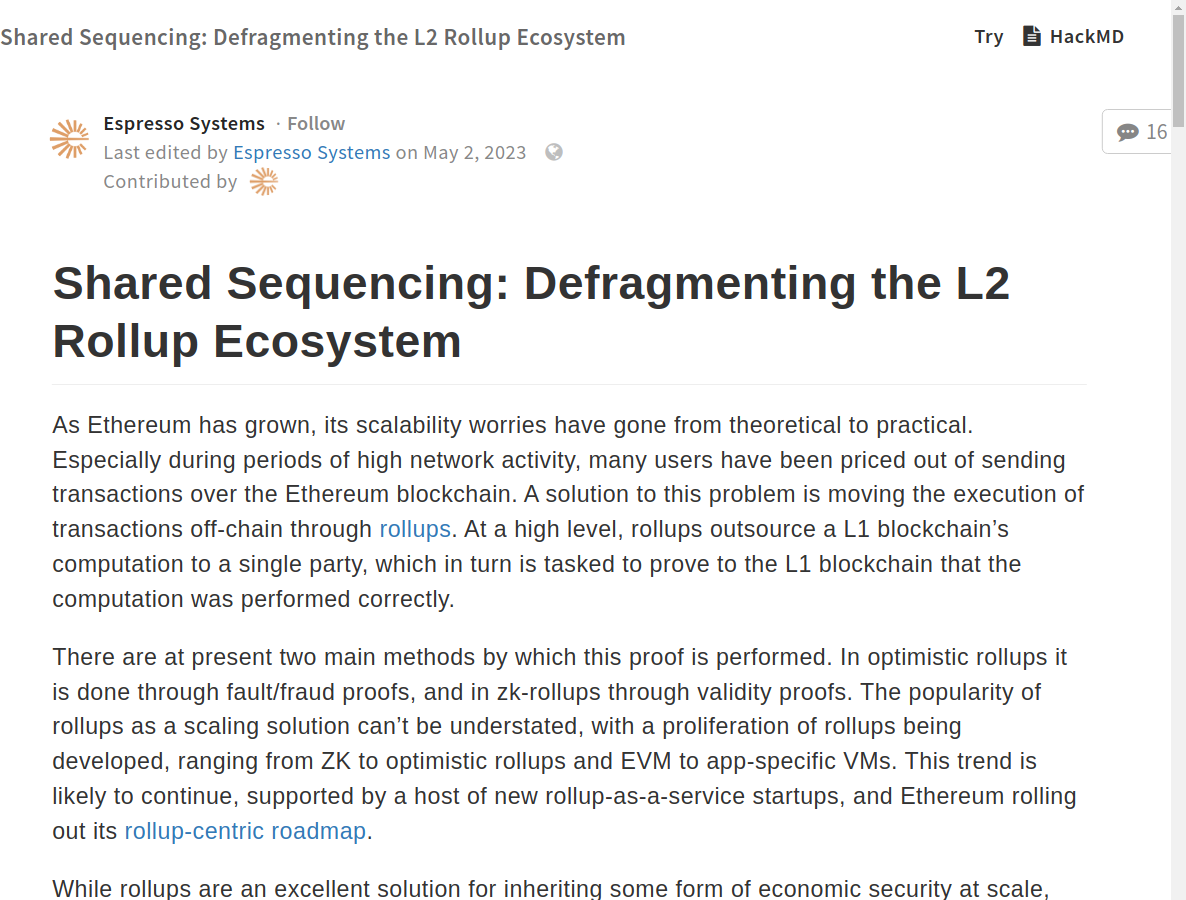 Shared Sequencing: Defragmenting the L2 Rollup Ecosystem
Try HackMD
Espresso Systems · Follow
16
Last edited by Espresso Systems on May 2, 2023
Contributed by
Shared Sequencing: Defragmenting the L2
Rollup Ecosystem
As Ethereum has grown, its scalability worries have gone from theoretical to practical.
Especially during periods of high network activity, many users have been priced out of sending
transactions over the Ethereum blockchain. A solution to this problem is moving the execution of
transactions off-chain through rollups. At a high level, rollups outsource a L1 blockchain’s
computation to a single party, which in turn is tasked to prove to the L1 blockchain that the
computation was performed correctly.
There are at present two main methods by which this proof is performed. In optimistic rollups it
is done through fault/fraud proofs, and in zk-rollups through validity proofs. The popularity of
rollups as a scaling solution can’t be understated, with a proliferation of rollups being
developed, ranging from ZK to optimistic rollups and EVM to app-specific VMs. This trend is
likely to continue, supported by a host of new rollup-as-a-service startups, and Ethereum rolling
out its rollup-centric roadmap.
While rollups are an excellent solution for inheriting some form of economic security at scale,